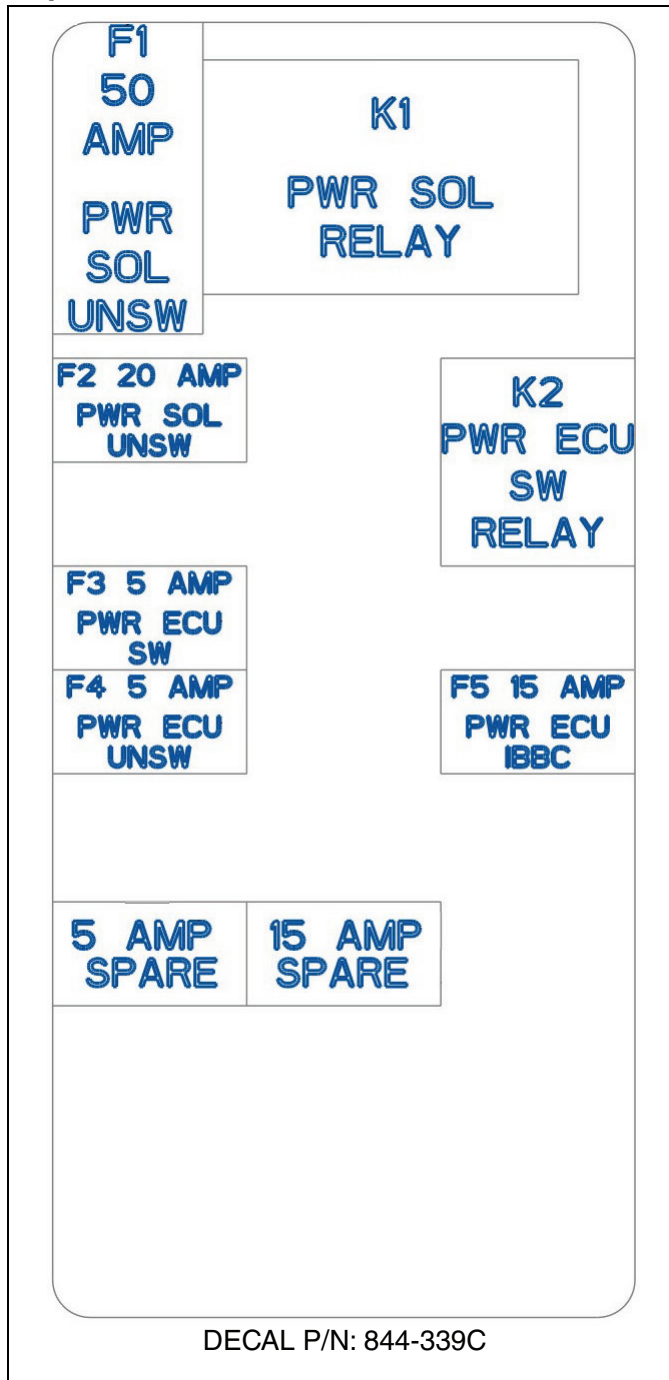 F1
50
AMP
PWR
SOL
UNSW
K1
PWR SOL
RELAY
F2 20 AMP
PWR SOL
UNSW
K2
PWR ECU
SW
RELAY
F3 5 AMP
PWR ECU
SW
F4 5 AMP
PWR ECU
UNSW
F5 15 AMP
PWR ECU
IBBC
5 AMP
SPARE
15 AMP
SPARE
DECAL P/N: 844-339C